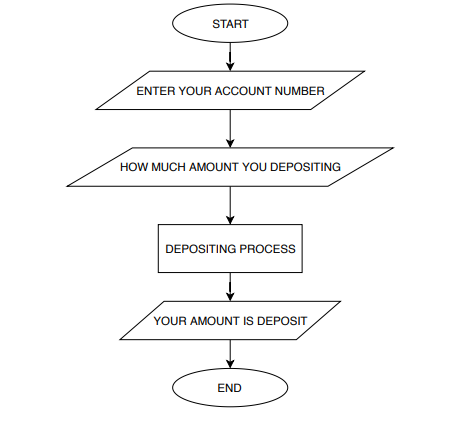 START
ENTER YOUR ACCOUNT NUMBER
HOW MUCH AMOUNT YOU DEPOSITING
DEPOSITING PROCESS
YOUR AMOUNT IS DEPOSIT
END